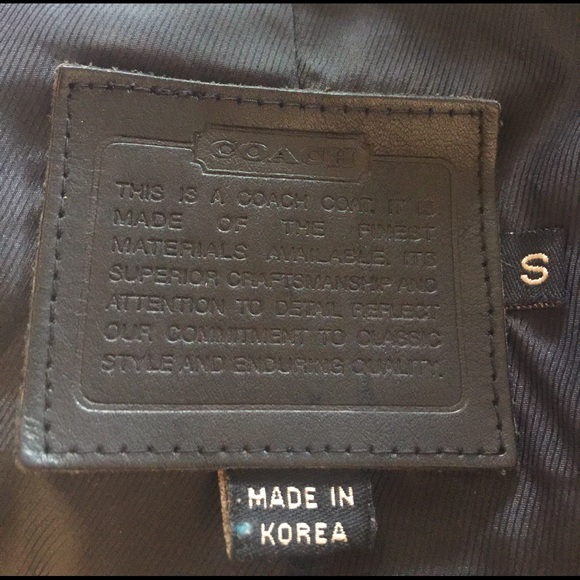 COACH
THIS IS A COACH COAT. IT IS
MADE OF THE FINEST
MATERIALS AVAILABLE. ITS
SUPERIOR CRAFTSMANSHIP AND
ATTENTION TO DETAIL REFLECT
OUR COMMITMENT TO CLASSIC
STYLE AND ENDURING QUALITY.
S
MADE IN
KOREA